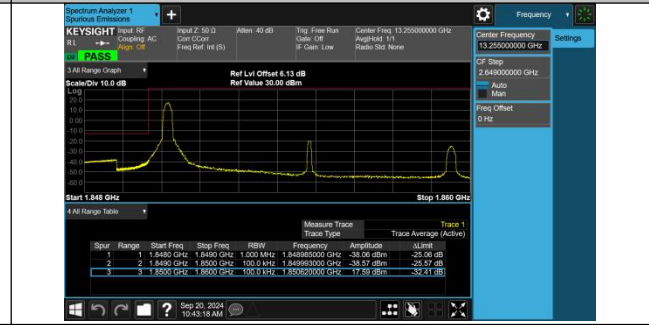 Spectrum Analyzer 1
Spurious Emissions
Frequency
KEYSIGHT Input: RF Input Z: 50 Ω Atten: 40 dB Trig: Free Run Center Freq: 13.255000000 GHz
RL Coupling: AC Corr CCorr Gate: Off Avg|Hold: 1/1
Align: Off Freq Ref: Int (S) IF Gain: Low Radio Std: None
PASS
Center Frequency
13.255000000 GHz
Settings
CF Step
2.649000000 GHz
Auto
Man
Freq Offset
0 Hz
3 All Range Graph
Ref Lvl Offset 6.13 dB
Scale/Div 10.0 dB Ref Value 30.00 dBm
Log
20.0
10.0
0.00
-10.0
-20.0
-30.0
-40.0
-50.0
-60.0
Start 1.848 GHz Stop 1.860 GHz
4 All Range Table
Measure Trace Trace 1
Trace Type Trace Average (Active)
Spur Range Start Freq Stop Freq RBW Frequency Amplitude ΔLimit
1 1 1.8480 GHz 1.8490 GHz 1.000 MHz 1.848985000 GHz -38.06 dBm -25.06 dB
2 2 1.8490 GHz 1.8500 GHz 100.0 kHz 1.849993000 GHz -38.57 dBm -25.57 dB
3 3 1.8500 GHz 1.8600 GHz 100.0 kHz 1.850620000 GHz 17.59 dBm -32.41 dB
Sep 20, 2024
10:43:18 AM